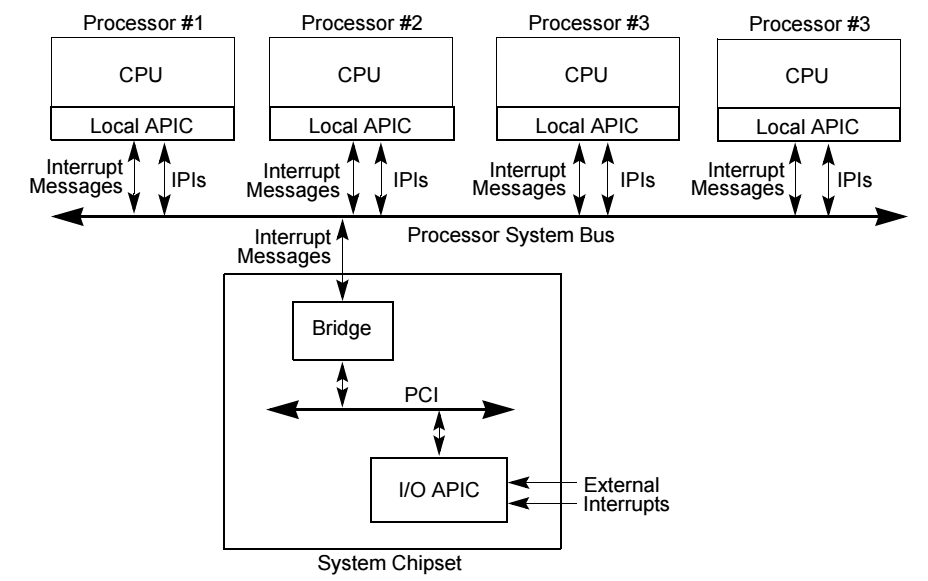 Processor #1
Processor #2
Processor #3
Processor #3
CPU
CPU
CPU
CPU
Local APIC
Local APIC
Local APIC
Local APIC
Interrupt
Messages
IPIs
Interrupt
Messages
IPIs
Interrupt
Messages
IPIs
Interrupt
Messages
IPIs
Processor System Bus
Interrupt
Messages
Bridge
PCI
I/O APIC
External
Interrupts
System Chipset